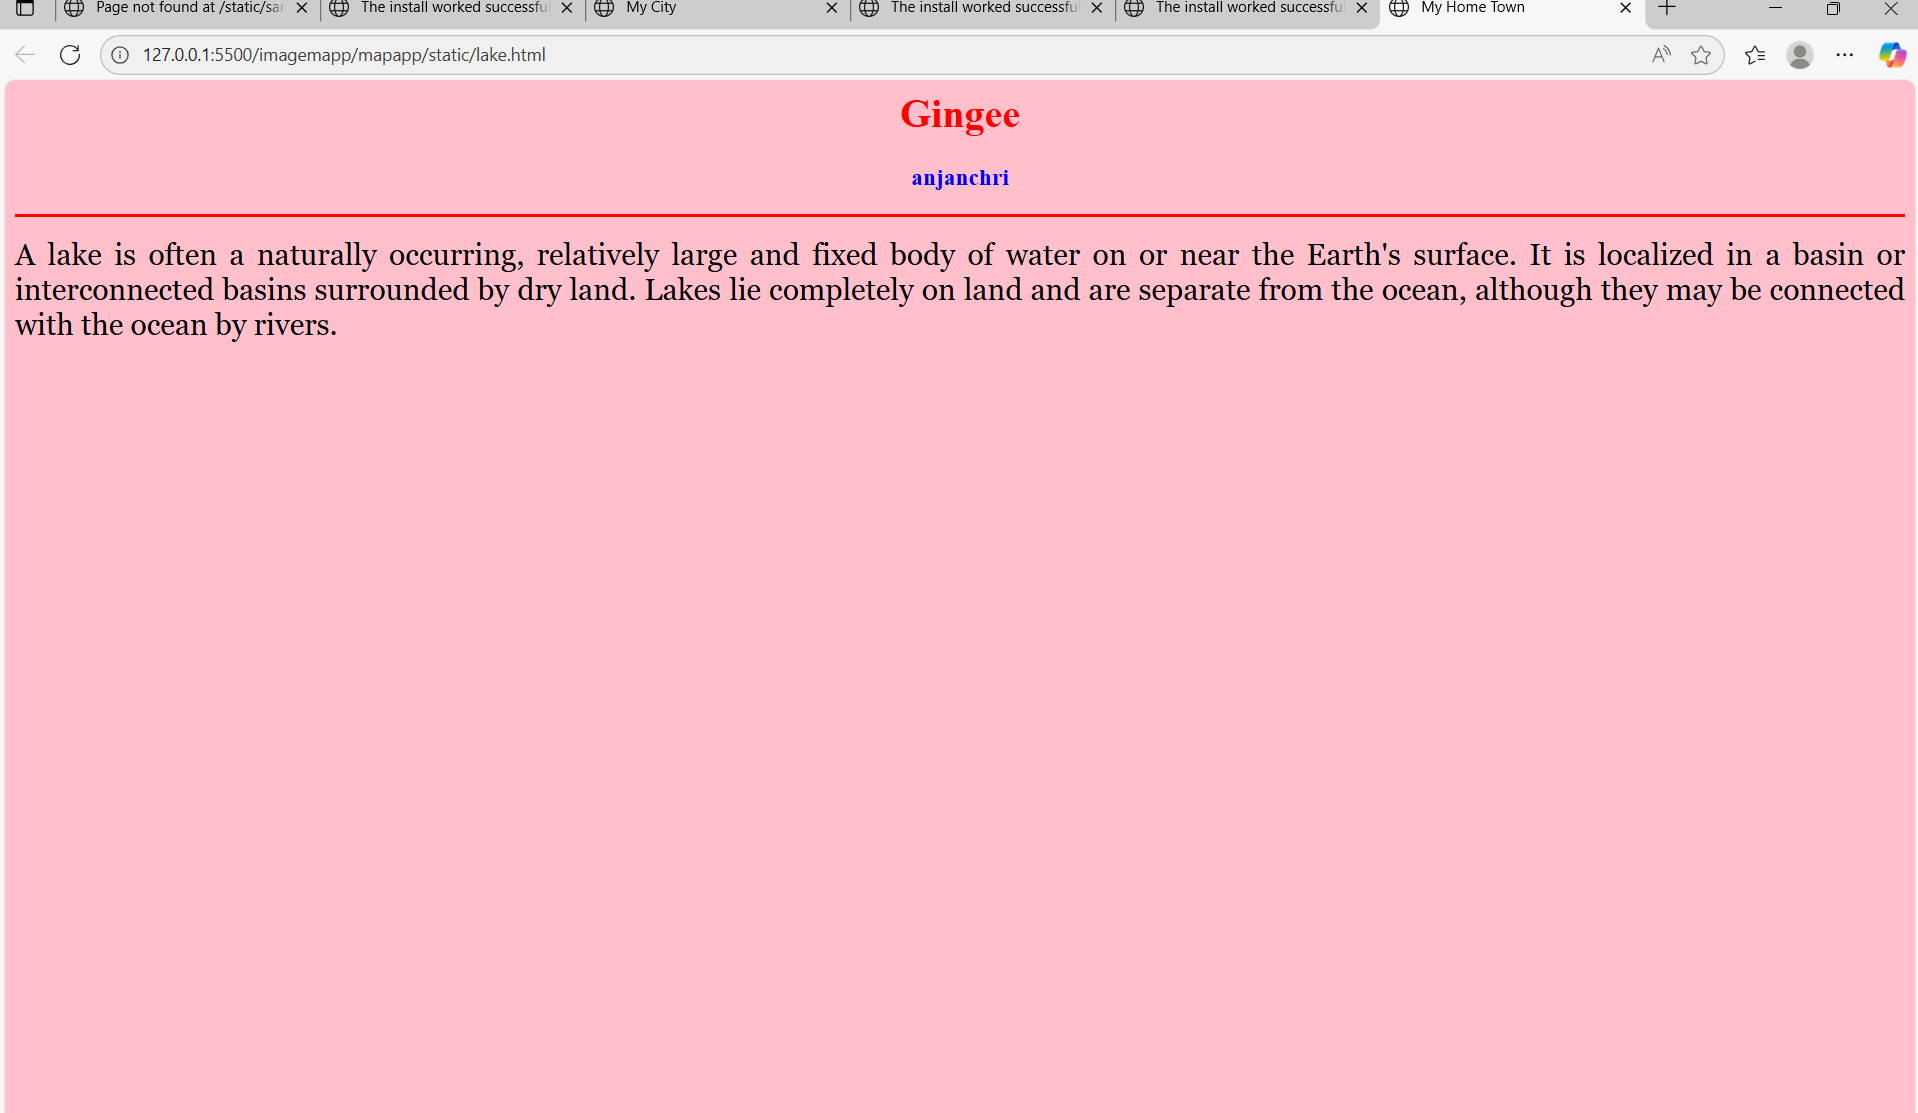 Page not found at /static/sa
The install worked successfu
My City
The install worked successfu
The install worked successfu
My Home Town
127.0.0.1:5500/imagemapp/mapapp/static/lake.html
Gingee
anjanchri
A lake is often a naturally occurring, relatively large and fixed body of water on or near the Earth's surface. It is localized in a basin or
interconnected basins surrounded by dry land. Lakes lie completely on land and are separate from the ocean, although they may be connected
with the ocean by rivers.